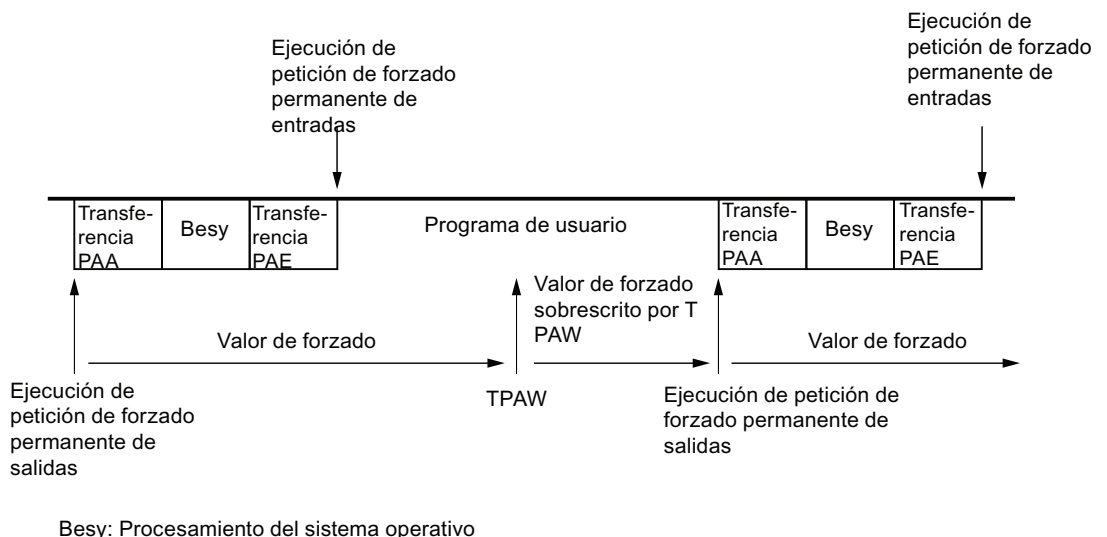 Ejecución de
petición de forzado
permanente de
entradas
Ejecución de
petición de forzado
permanente de
entradas
Transfe-
rencia
PAA
Besy
Transfe-
rencia
PAE
Programa de usuario
Transfe-
rencia
PAA
Besy
Transfe-
rencia
PAE
Valor de forzado
Valor de forzado
sobrescrito por T
PAW
Valor de forzado
Ejecución de
petición de forzado
permanente de
salidas
TPAW
Ejecución de petición de
forzado permanente de
salidas
Besy: Procesamiento del sistema operativo